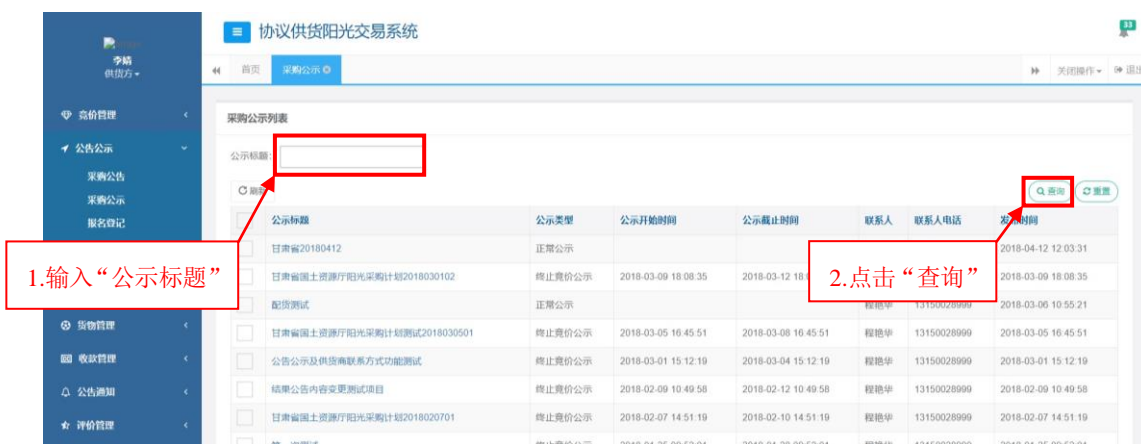 协议供货阳光交易系统
33
李婧
供货方
首页
采购公示
关闭操作
竞价管理
公告公示
采购公告
采购公示
报名登记
货物管理
收款管理
公告通知
评价管理
采购公示列表
公示标题:
查询
重置
公示标题 公示类型 公示开始时间 公示截止时间 联系人 联系人电话
甘肃省20180412 正常公示 2018-04-12 12:03:31
甘肃省国土资源厅阳光采购计划2018030102 终止竞价公示 2018-03-09 18:08:35 2018-03-12 2018-03-09 18:08:35
配货测试 正常公示 程艳华 13150028999 2018-03-06 10:55:21
甘肃省国土资源厅阳光采购计划测试2018030501 终止竞价公示 2018-03-05 16:45:51 2018-03-08 16:45:51 程艳华 13150028999 2018-03-05 16:45:51
公告公示及供货商联系方式功能测试 终止竞价公示 2018-03-01 15:12:19 2018-03-04 15:12:19 程艳华 13150028999 2018-03-01 15:12:19
结果公告内容变更测试项目 终止竞价公示 2018-02-09 10:49:58 2018-02-12 10:49:58 程艳华 13150028999 2018-02-09 10:49:58
甘肃省国土资源厅阳光采购计划2018020701 终止竞价公示 2018-02-07 14:51:19 2018-02-10 14:51:19 程艳华 13150028999 2018-02-07 14:51:19
1.输入“公示标题”
2.点击“查询”